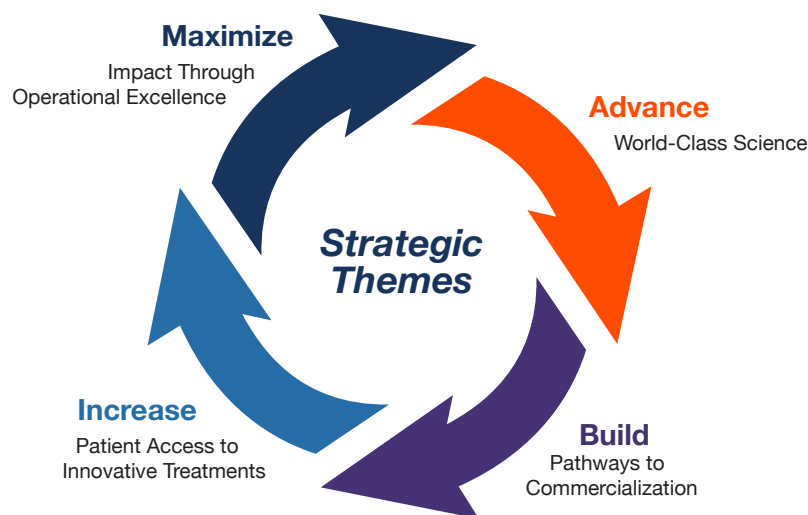 Maximize
Impact Through
Operational Excellence
Advance
World-Class Science
Strategic
Themes
Increase
Patient Access to
Innovative Treatments
Build
Pathways to
Commercialization